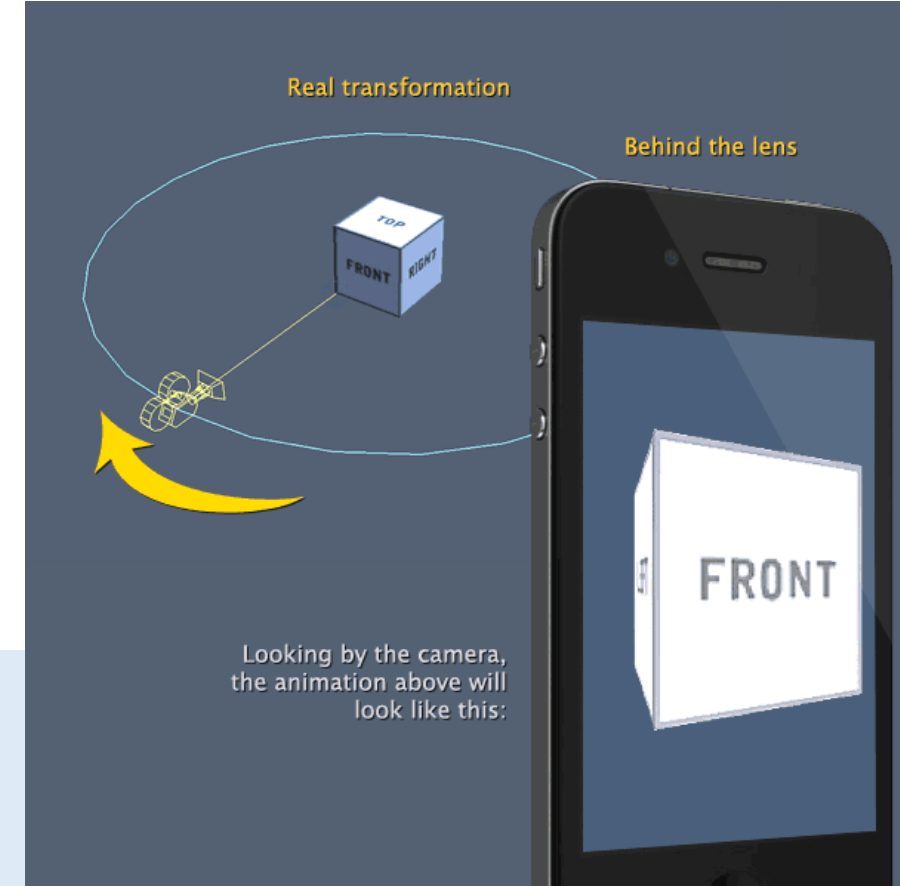 Real transformation
Behind the lens
TOP
FRONT
RIGHT
FRONT
Looking by the camera,
the animation above will
look like this: